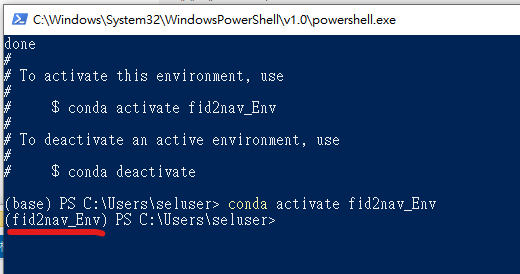 C:\Windows\System32\WindowsPowerShell\v1.0\powershell.exe
done
#
# To activate this environment, use
#
#     $ conda activate fid2nav_Env
#
# To deactivate an active environment, use
#
#     $ conda deactivate
(base) PS C:\Users\seluser> conda activate fid2nav_Env
(fid2nav_Env) PS C:\Users\seluser>